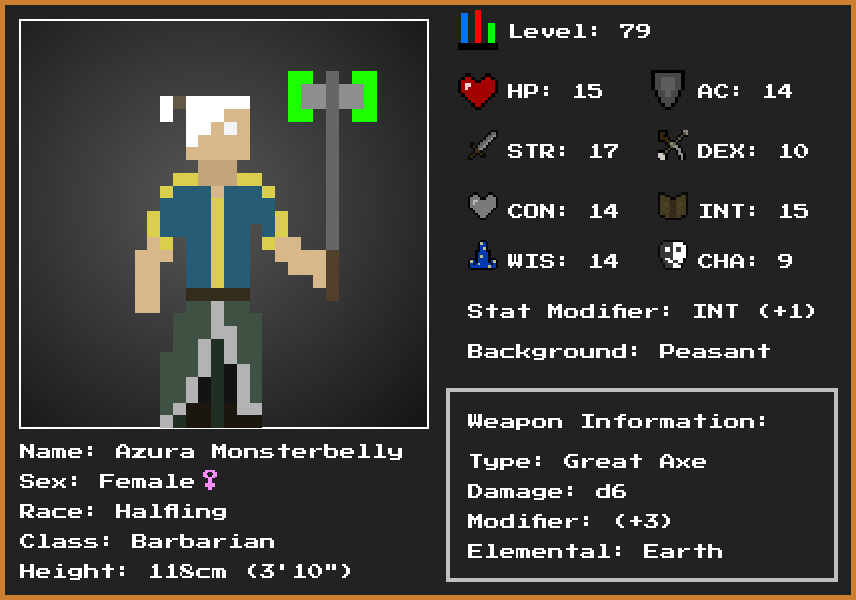 Level: 79
HP: 15 AC: 14
STR: 17 DEX: 10
CON: 14 INT: 15
WIS: 14 CHA: 9
Stat Modifier: INT (+1)
Background: Peasant
Weapon Information:
Type: Great Axe
Damage: d6
Modifier: (+3)
Elemental: Earth
Name: Azura Monsterbelly
Sex: Female♀
Race: Halfling
Class: Barbarian
Height: 118cm (3'10")